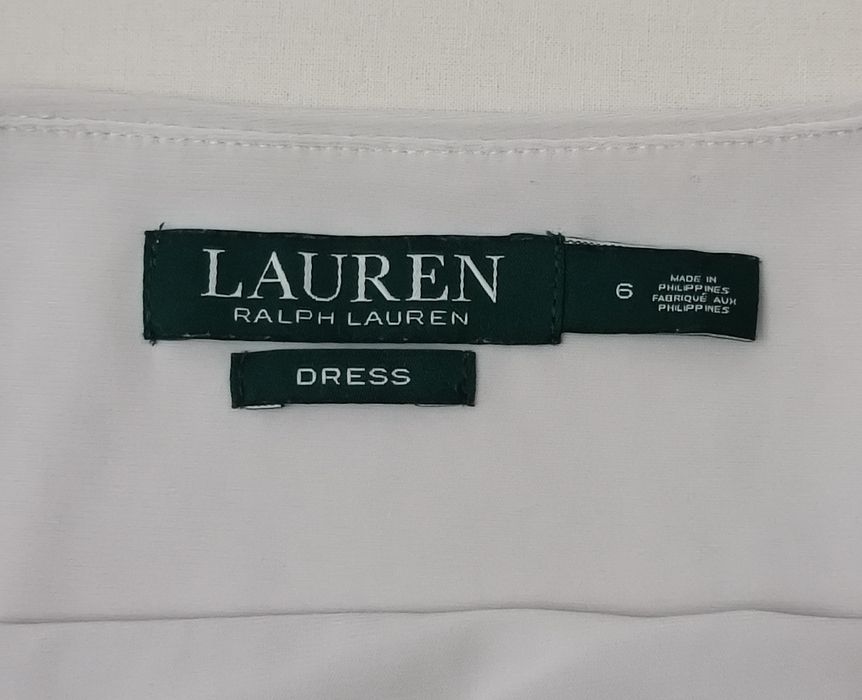 LAUREN
RALPH LAUREN
6
MADE IN
PHILIPPINES
FABRIQUÉ AUX
PHILIPPINES
DRESS